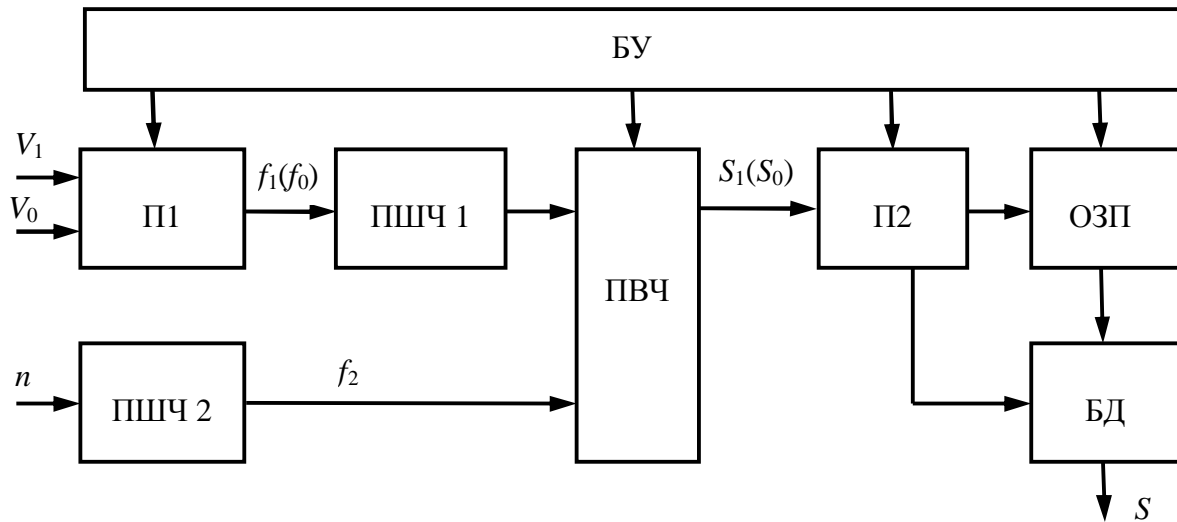 БУ
V₁
V₀
П1
f₁(f₀)
ПШЧ 1
ПВЧ
S₁(S₀)
П2
ОЗП
n
ПШЧ 2
f₂
БД
S